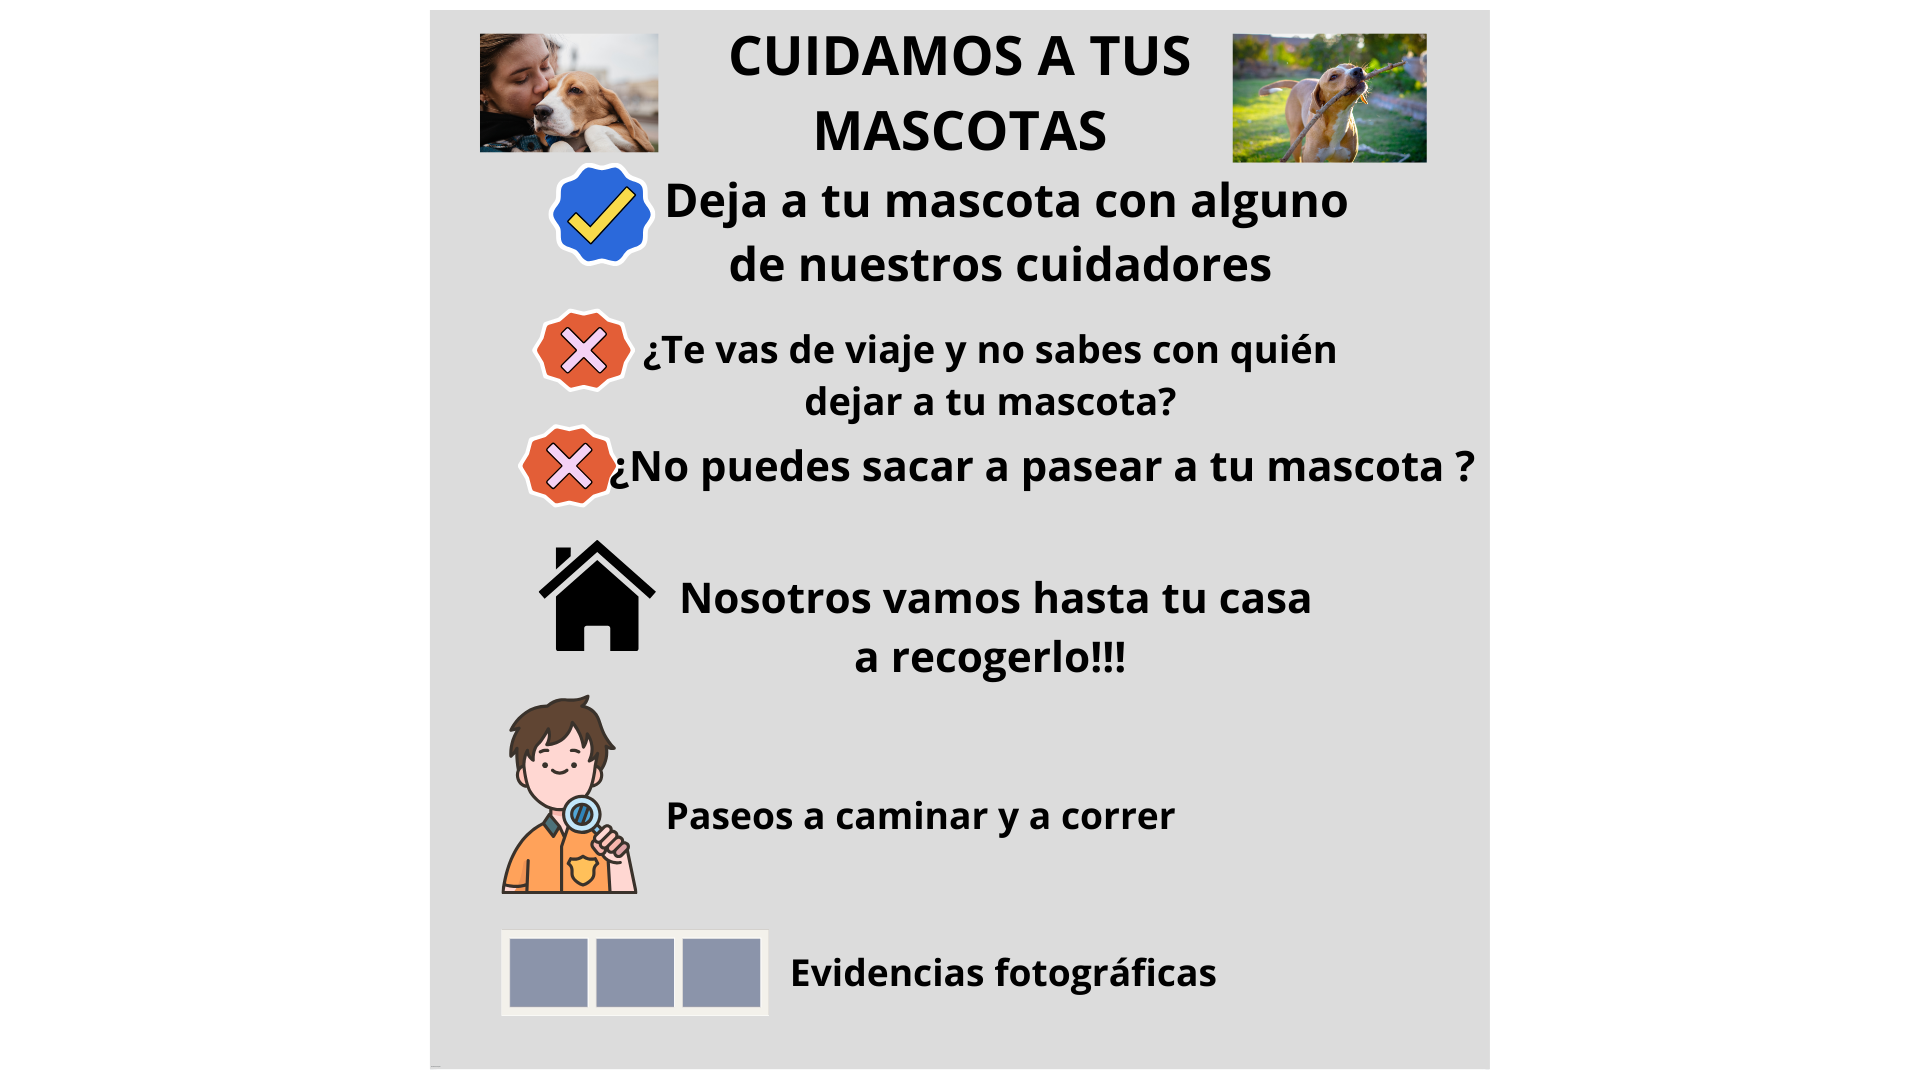 CUIDAMOS A TUS
MASCOTAS
Deja a tu mascota con alguno
de nuestros cuidadores
¿Te vas de viaje y no sabes con quién
dejar a tu mascota?
¿No puedes sacar a pasear a tu mascota ?
Nosotros vamos hasta tu casa
a recogerlo!!!
Paseos a caminar y a correr
Evidencias fotográficas